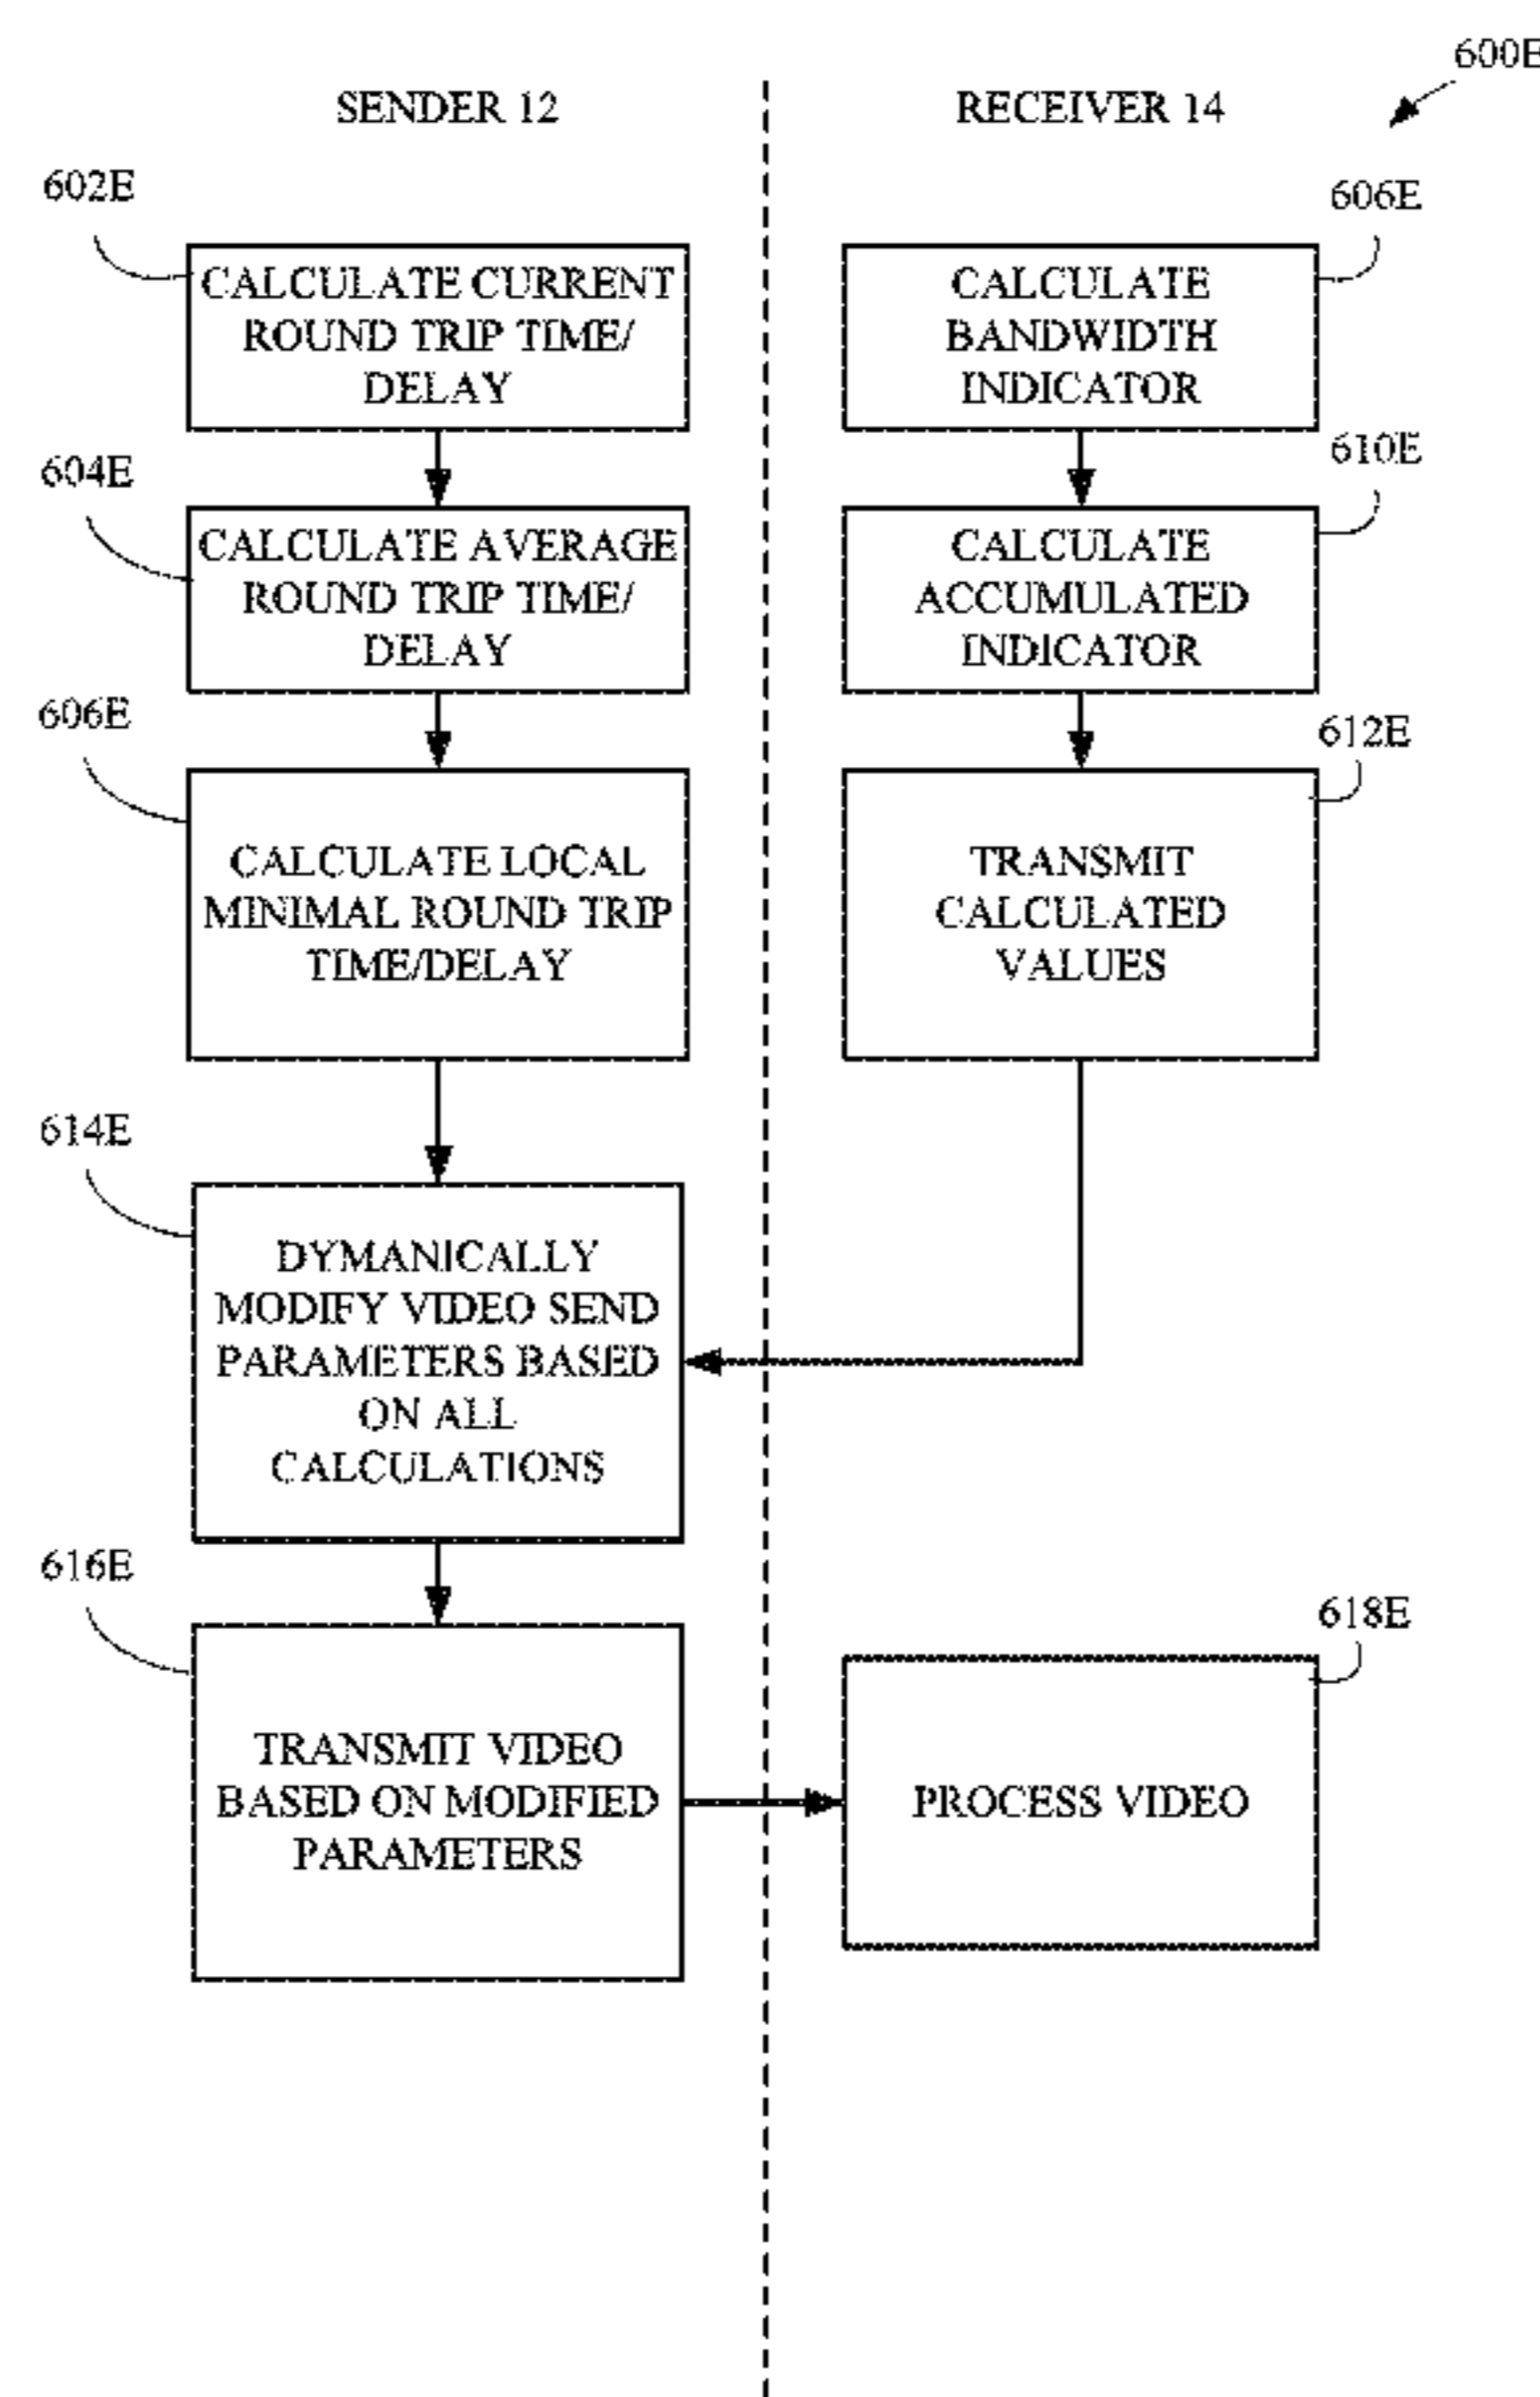 600E
SENDER 12
RECEIVER 14
602E
CALCULATE CURRENT
ROUND TRIP TIME/
DELAY
606E
CALCULATE
BANDWIDTH
INDICATOR
604E
CALCULATE AVERAGE
ROUND TRIP TIME/
DELAY
610E
CALCULATE
ACCUMULATED
INDICATOR
606E
CALCULATE LOCAL
MINIMAL ROUND TRIP
TIME/DELAY
612E
TRANSMIT
CALCULATED
VALUES
614E
DYMANICALLY
MODIFY VIDEO SEND
PARAMETERS BASED
ON ALL
CALCULATIONS
616E
TRANSMIT VIDEO
BASED ON MODIFIED
PARAMETERS
618E
PROCESS VIDEO